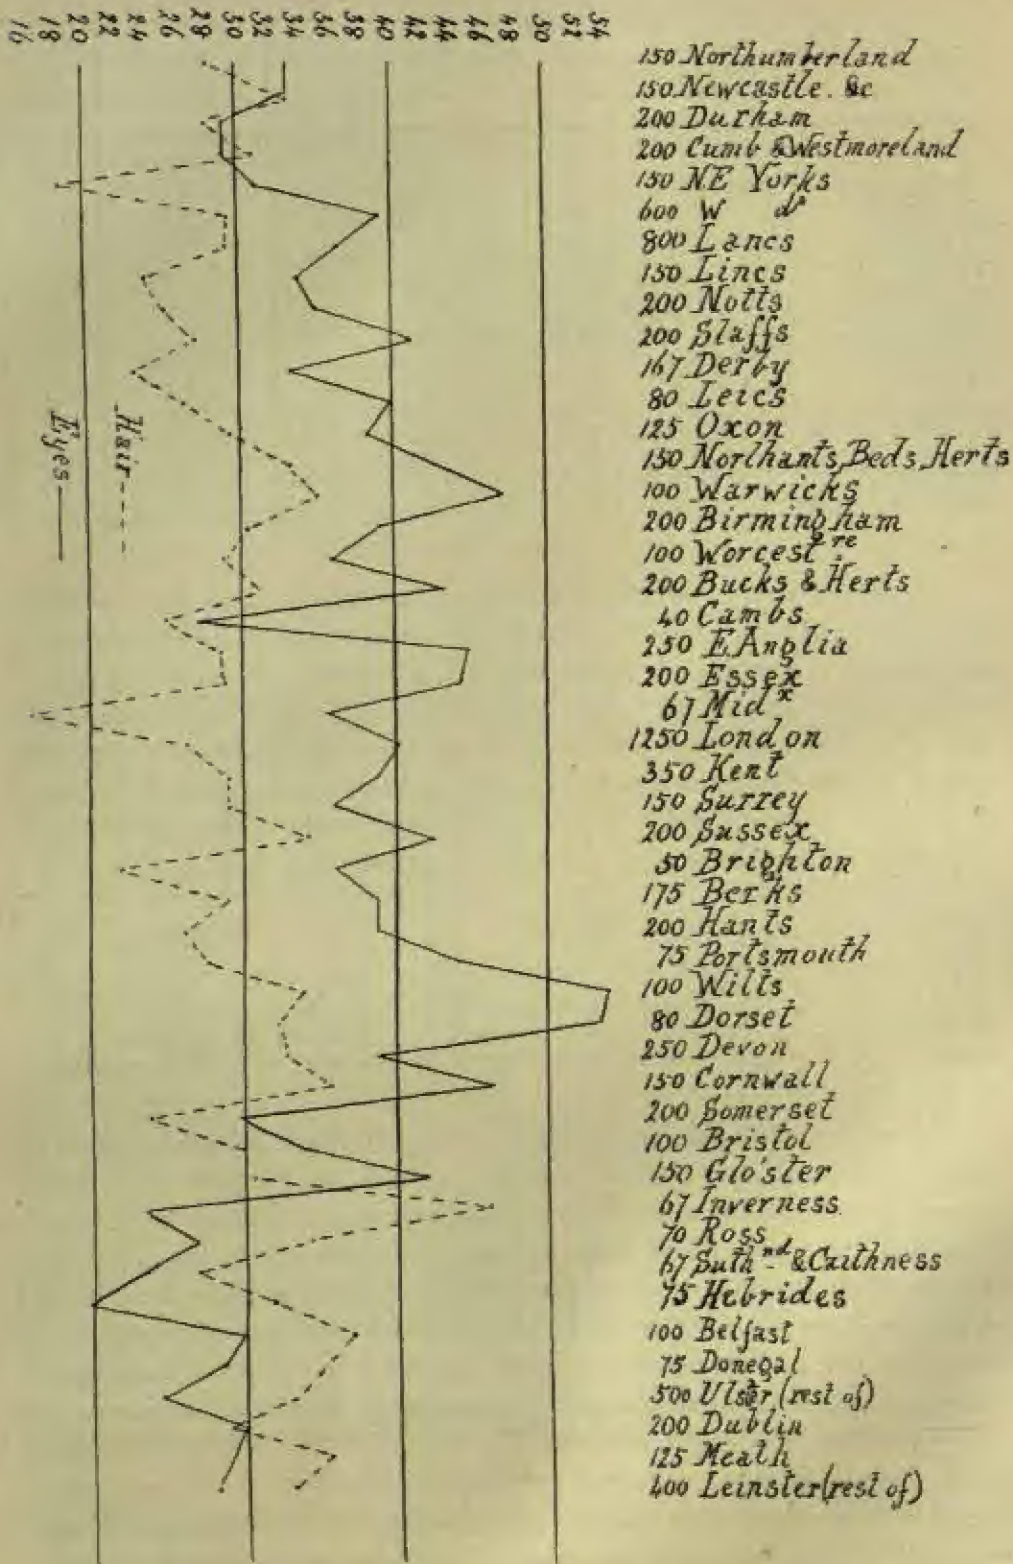 16 18 20 22 24 26 28 30 32 34 36 38 40 42 44 46 48 50 52 54
150 Northumberland
150 Newcastle. &c
200 Durham
200 Cumb & Westmoreland
150 NE Yorks
600 W do
800 Lancs
150 Lincs
200 Notts
200 Staffs
167 Derby
80 Leics
125 Oxon
150 Northants, Beds, Herts
100 Warwicks
200 Birmingham
100 Worcestre
200 Bucks & Herts
40 Cambs
250 E Anglia
200 Essex
67 Midx
1250 London
350 Kent
150 Surrey
200 Sussex
50 Brighton
175 Berks
200 Hants
75 Portsmouth
100 Wilts
80 Dorset
250 Devon
150 Cornwall
200 Somerset
100 Bristol
150 Glo'ster
67 Inverness
70 Ross
67 Suthnd & Caithness
75 Hebrides
100 Belfast
75 Donegal
500 Ulster (rest of)
200 Dublin
125 Meath
400 Leinster (rest of)
Hair
Eyes